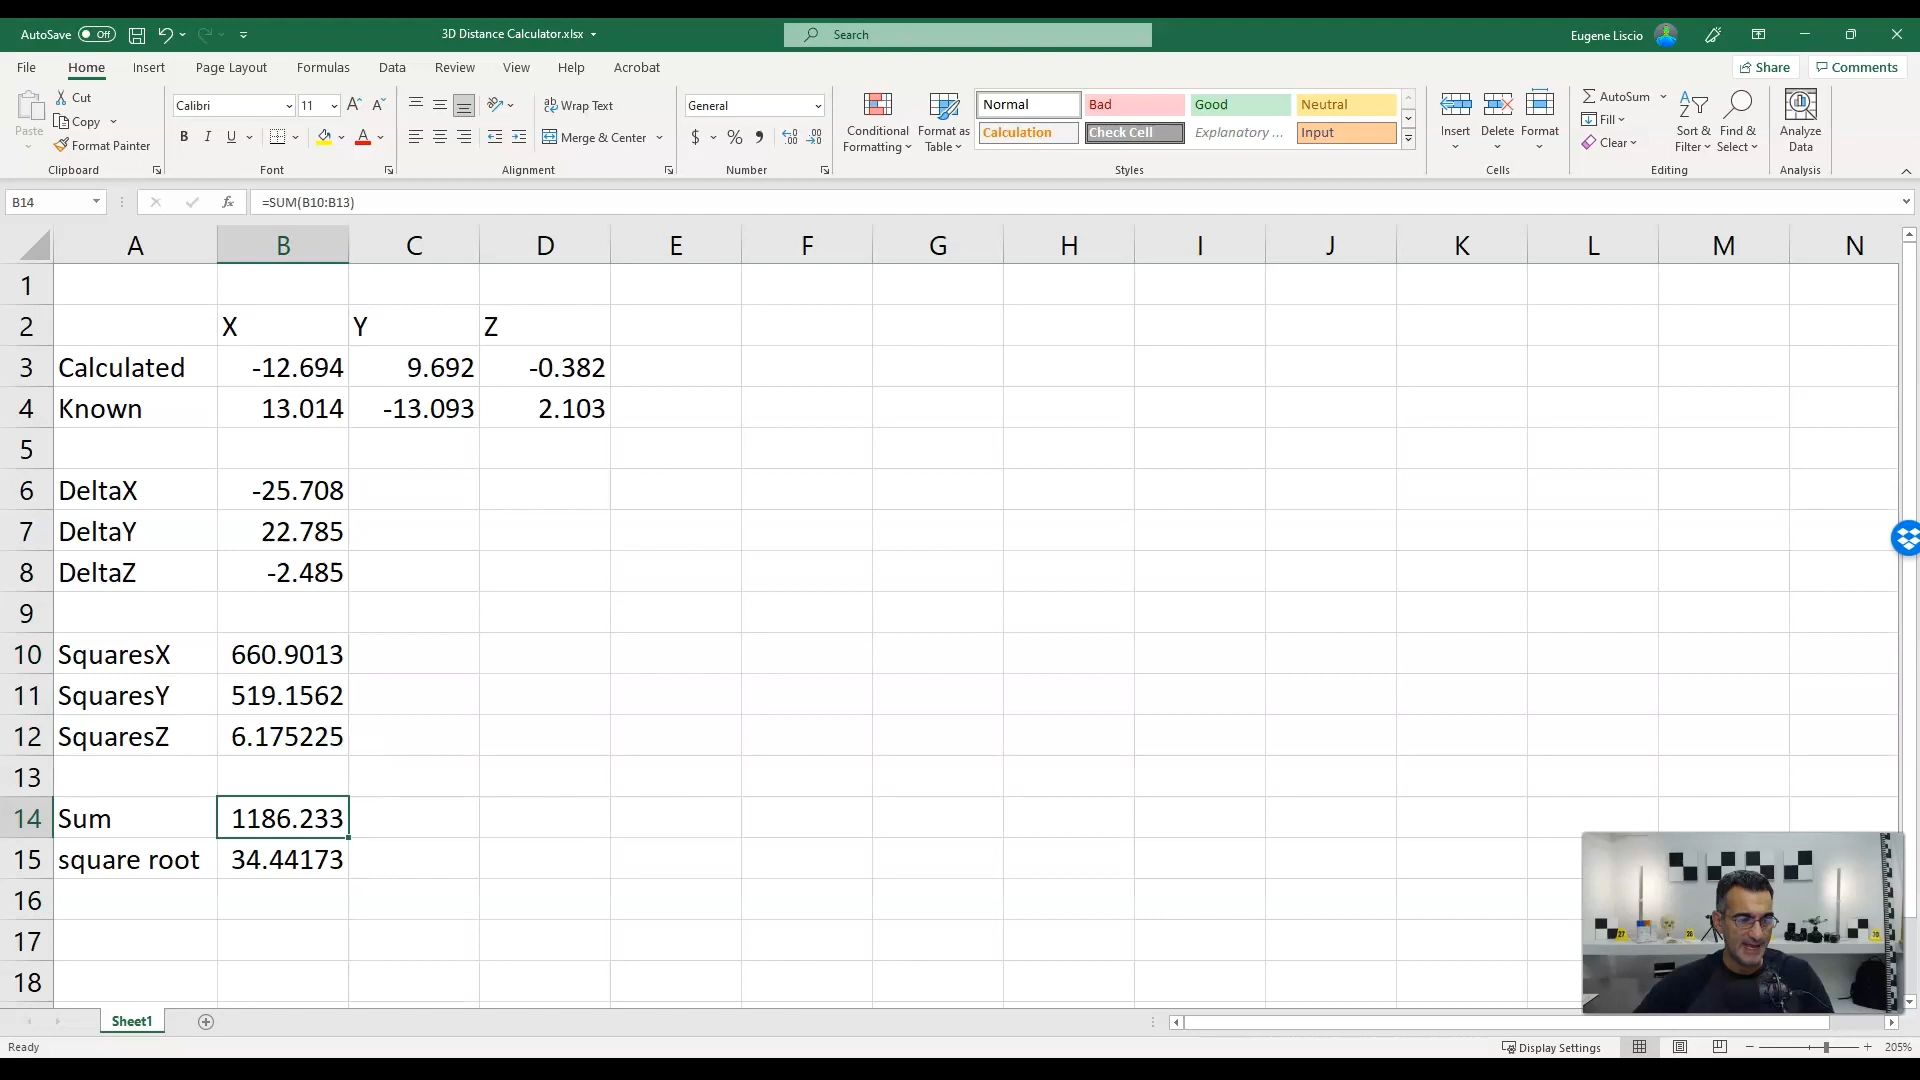 AutoSave Off 3D Distance Calculator.xlsx Search Eugene Liscio
File Home Insert Page Layout Formulas Data Review View Help Acrobat Share Comments
Paste Cut Copy Format Painter Clipboard
Calibri 11 A A B I U A Font
Wrap Text Merge & Center Alignment
General $ % Number
Conditional Formatting Format as Table
Normal Bad Good Neutral
Calculation Check Cell Explanatory ... Input
Styles
Insert Delete Format Cells
AutoSum Fill Clear Sort & Filter Find & Select Editing
Analyze Data Analysis
B14 fx =SUM(B10:B13)
A B C D E F G H I J K L M N
1
2 X Y Z
3 Calculated -12.694 9.692 -0.382
4 Known 13.014 -13.093 2.103
5
6 DeltaX -25.708
7 DeltaY 22.785
8 DeltaZ -2.485
9
10 SquaresX 660.9013
11 SquaresY 519.1562
12 SquaresZ 6.175225
13
14 Sum 1186.233
15 square root 34.44173
16
17
18
Sheet1
Ready Display Settings 205%